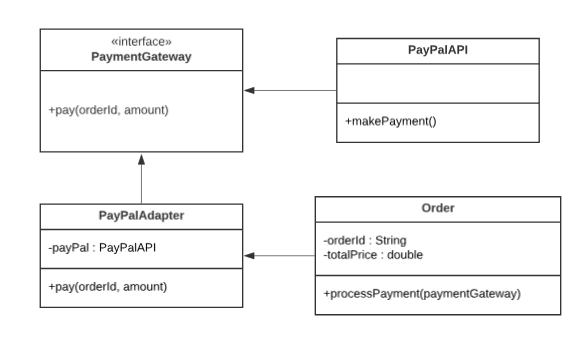 «interface»
PaymentGateway
+pay(orderId, amount)
PayPalAPI
+makePayment()
PayPalAdapter
-payPal : PayPalAPI
+pay(orderId, amount)
Order
-orderId : String
-totalPrice : double
+processPayment(paymentGateway)